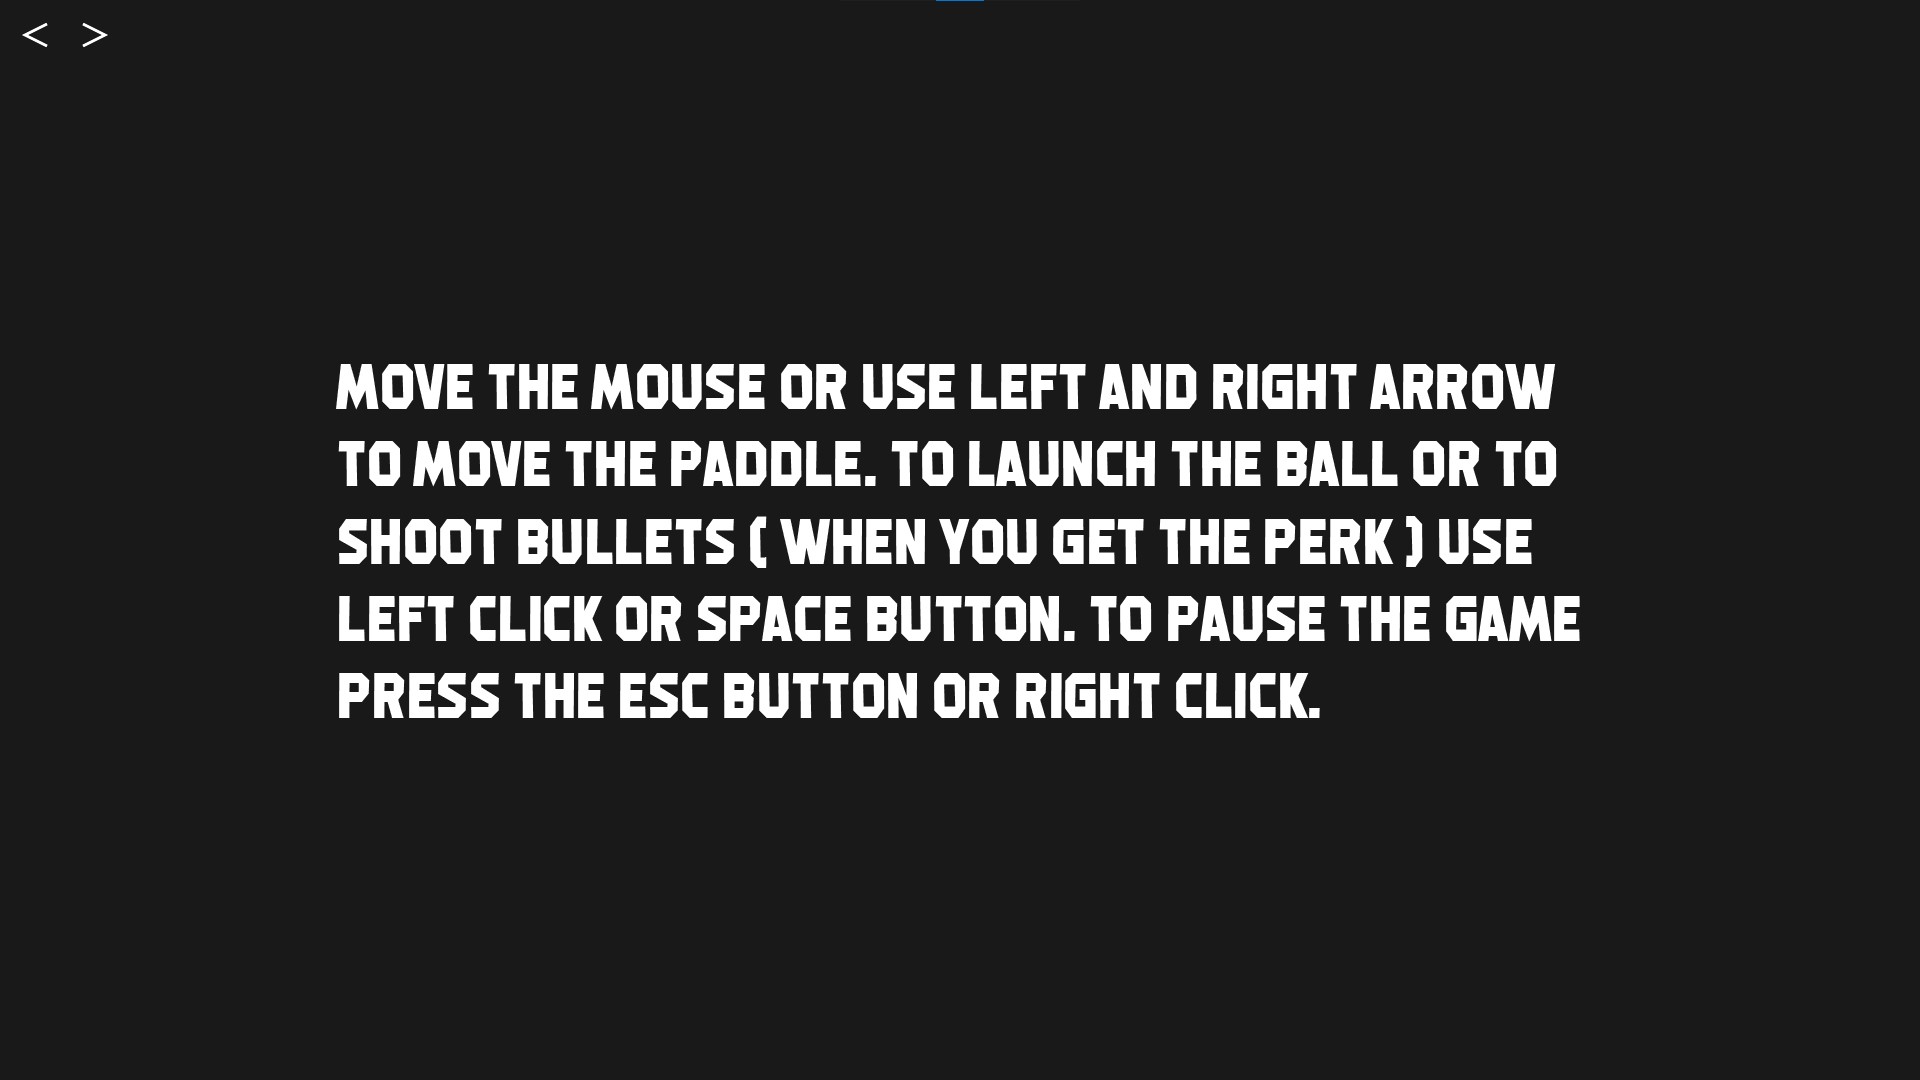 < >
MOVE THE MOUSE OR USE LEFT AND RIGHT ARROW
TO MOVE THE PADDLE. TO LAUNCH THE BALL OR TO
SHOOT BULLETS ( WHEN YOU GET THE PERK ) USE
LEFT CLICK OR SPACE BUTTON. TO PAUSE THE GAME
PRESS THE ESC BUTTON OR RIGHT CLICK.